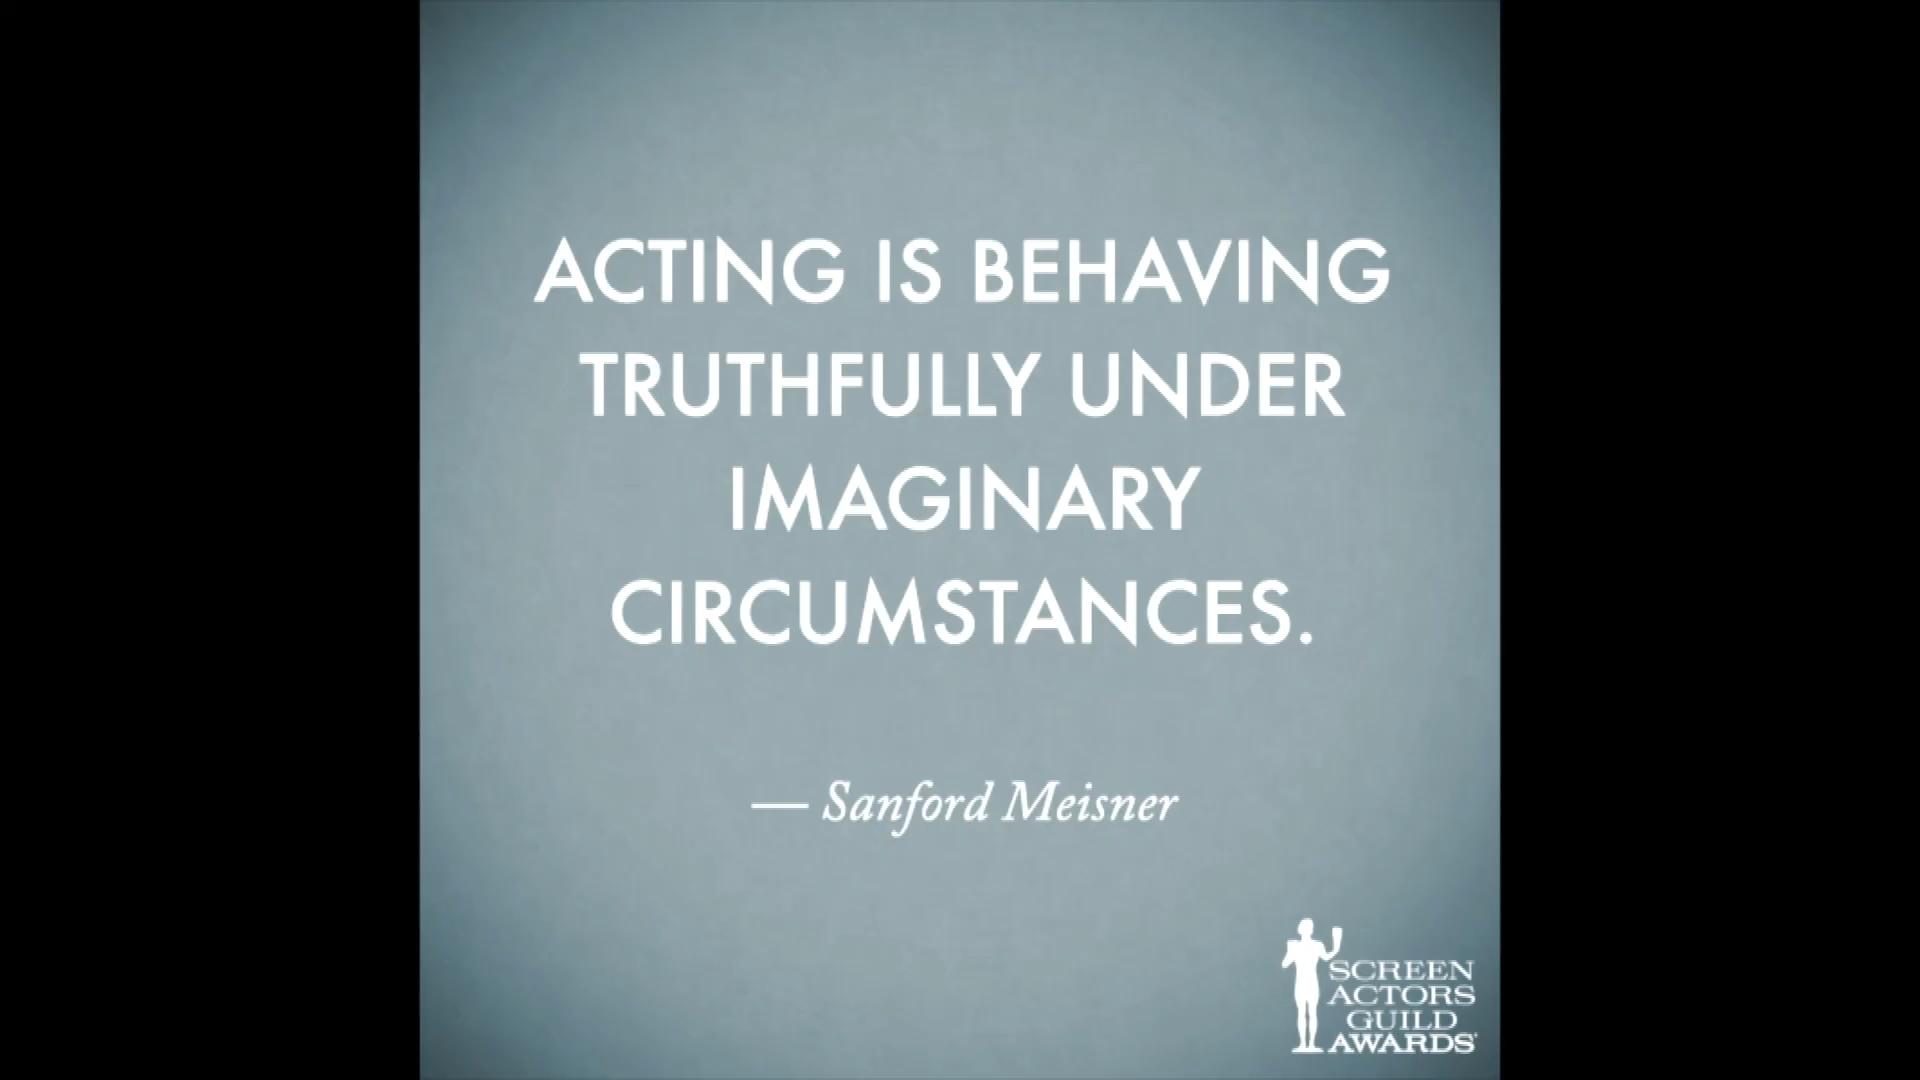 ACTING IS BEHAVING
TRUTHFULLY UNDER
IMAGINARY
CIRCUMSTANCES.
— Sanford Meisner
SCREEN
ACTORS
GUILD
AWARDS